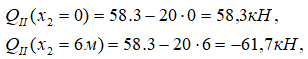 Q_II(x_2 = 0) = 58.3 − 20 · 0 = 58,3кН ,
Q_II(x_2 = 6м) = 58.3 − 20 · 6 = −61,7кН ,